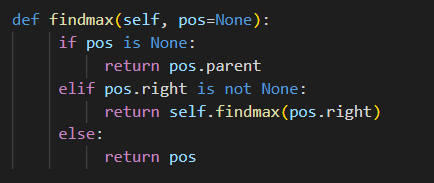 def findmax(self, pos=None):
    if pos is None:
        return pos.parent
    elif pos.right is not None:
        return self.findmax(pos.right)
    else:
        return pos